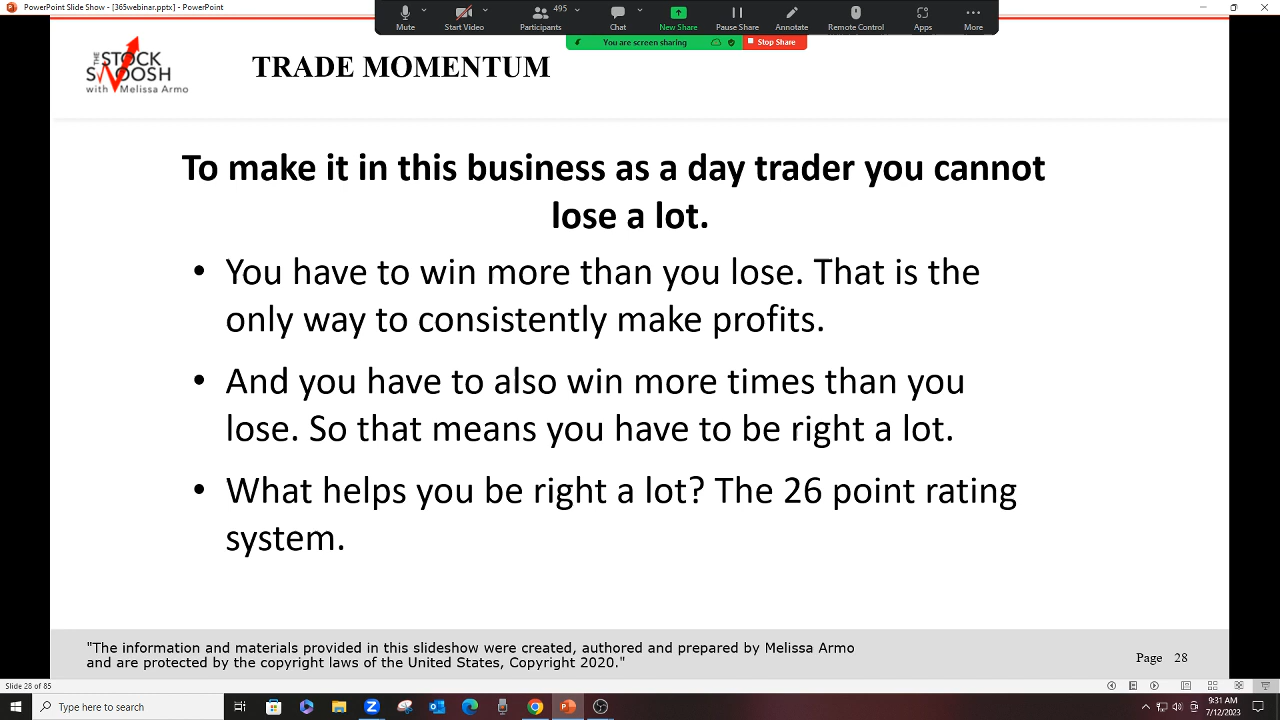 PowerPoint Slide Show - [365webinar.pptx] - PowerPoint
495
Mute
Start Video
Participants
Chat
New Share
Pause Share
Annotate
Remote Control
Apps
More
You are screen sharing
Stop Share
THE STOCK
SWOOSH
with Melissa Armo
TRADE MOMENTUM
To make it in this business as a day trader you cannot
lose a lot.
• You have to win more than you lose. That is the
only way to consistently make profits.
• And you have to also win more times than you
lose. So that means you have to be right a lot.
• What helps you be right a lot? The 26 point rating
system.
"The information and materials provided in this slideshow were created, authored and prepared by Melissa Armo
and are protected by the copyright laws of the United States, Copyright 2020."
Page 28
Slide 28 of 85
Type here to search
9:31 AM
7/12/2023